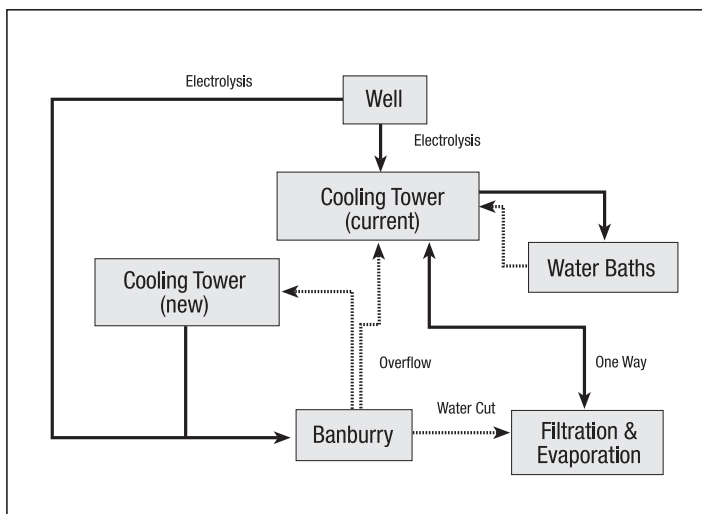 Electrolysis
Well
Electrolysis
Cooling Tower
(current)
Water Baths
Cooling Tower
(new)
Overflow
One Way
Water Cut
Banburry
Filtration &
Evaporation